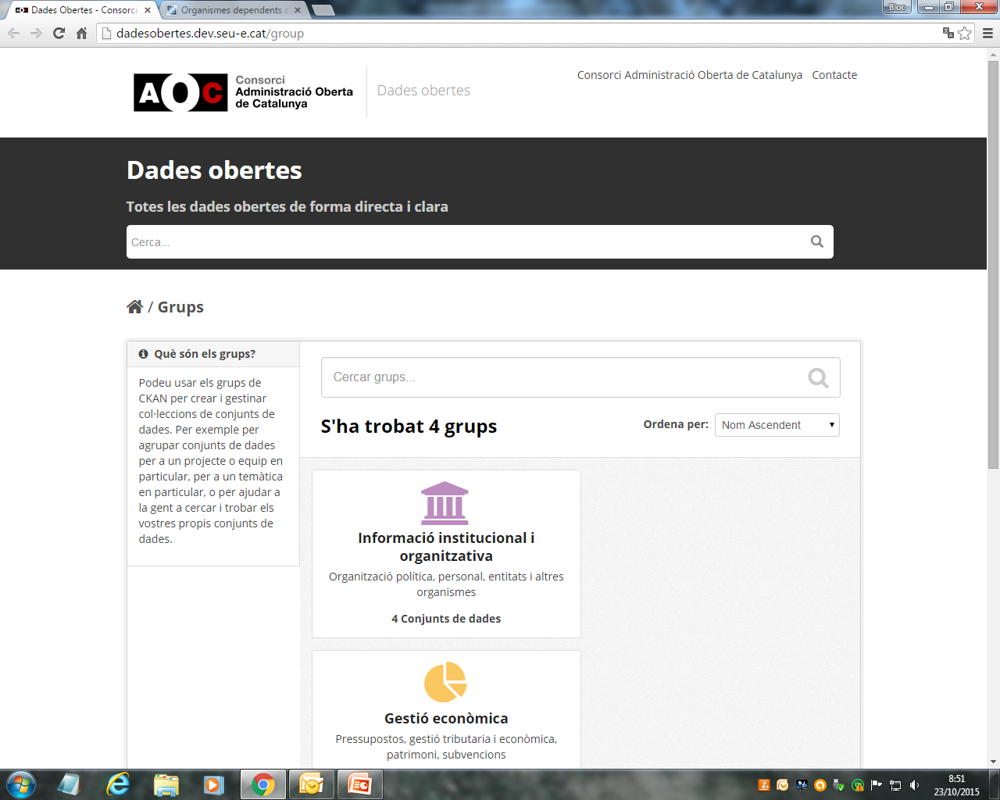 Dades Obertes - Consorci
Organismes dependents
Bloc
dadesobertes.dev.seu-e.cat/group
AOC
Consorci
Administració Oberta
de Catalunya
Dades obertes
Consorci Administració Oberta de Catalunya
Contacte
Dades obertes
Totes les dades obertes de forma directa i clara
Cerca...
/ Grups
Què són els grups?
Podeu usar els grups de
CKAN per crear i gestinar
col·leccions de conjunts de
dades. Per exemple per
agrupar conjunts de dades
per a un projecte o equip en
particular, per a un temàtica
en particular, o per ajudar a
la gent a cercar i trobar els
vostres propis conjunts de
dades.
Cercar grups...
S'ha trobat 4 grups
Ordena per:
Nom Ascendent
Informació institucional i
organitzativa
Organització política, personal, entitats i altres
organismes
4 Conjunts de dades
Gestió econòmica
Pressupostos, gestió tributaria i econòmica,
patrimoni, subvencions
8:51
23/10/2015